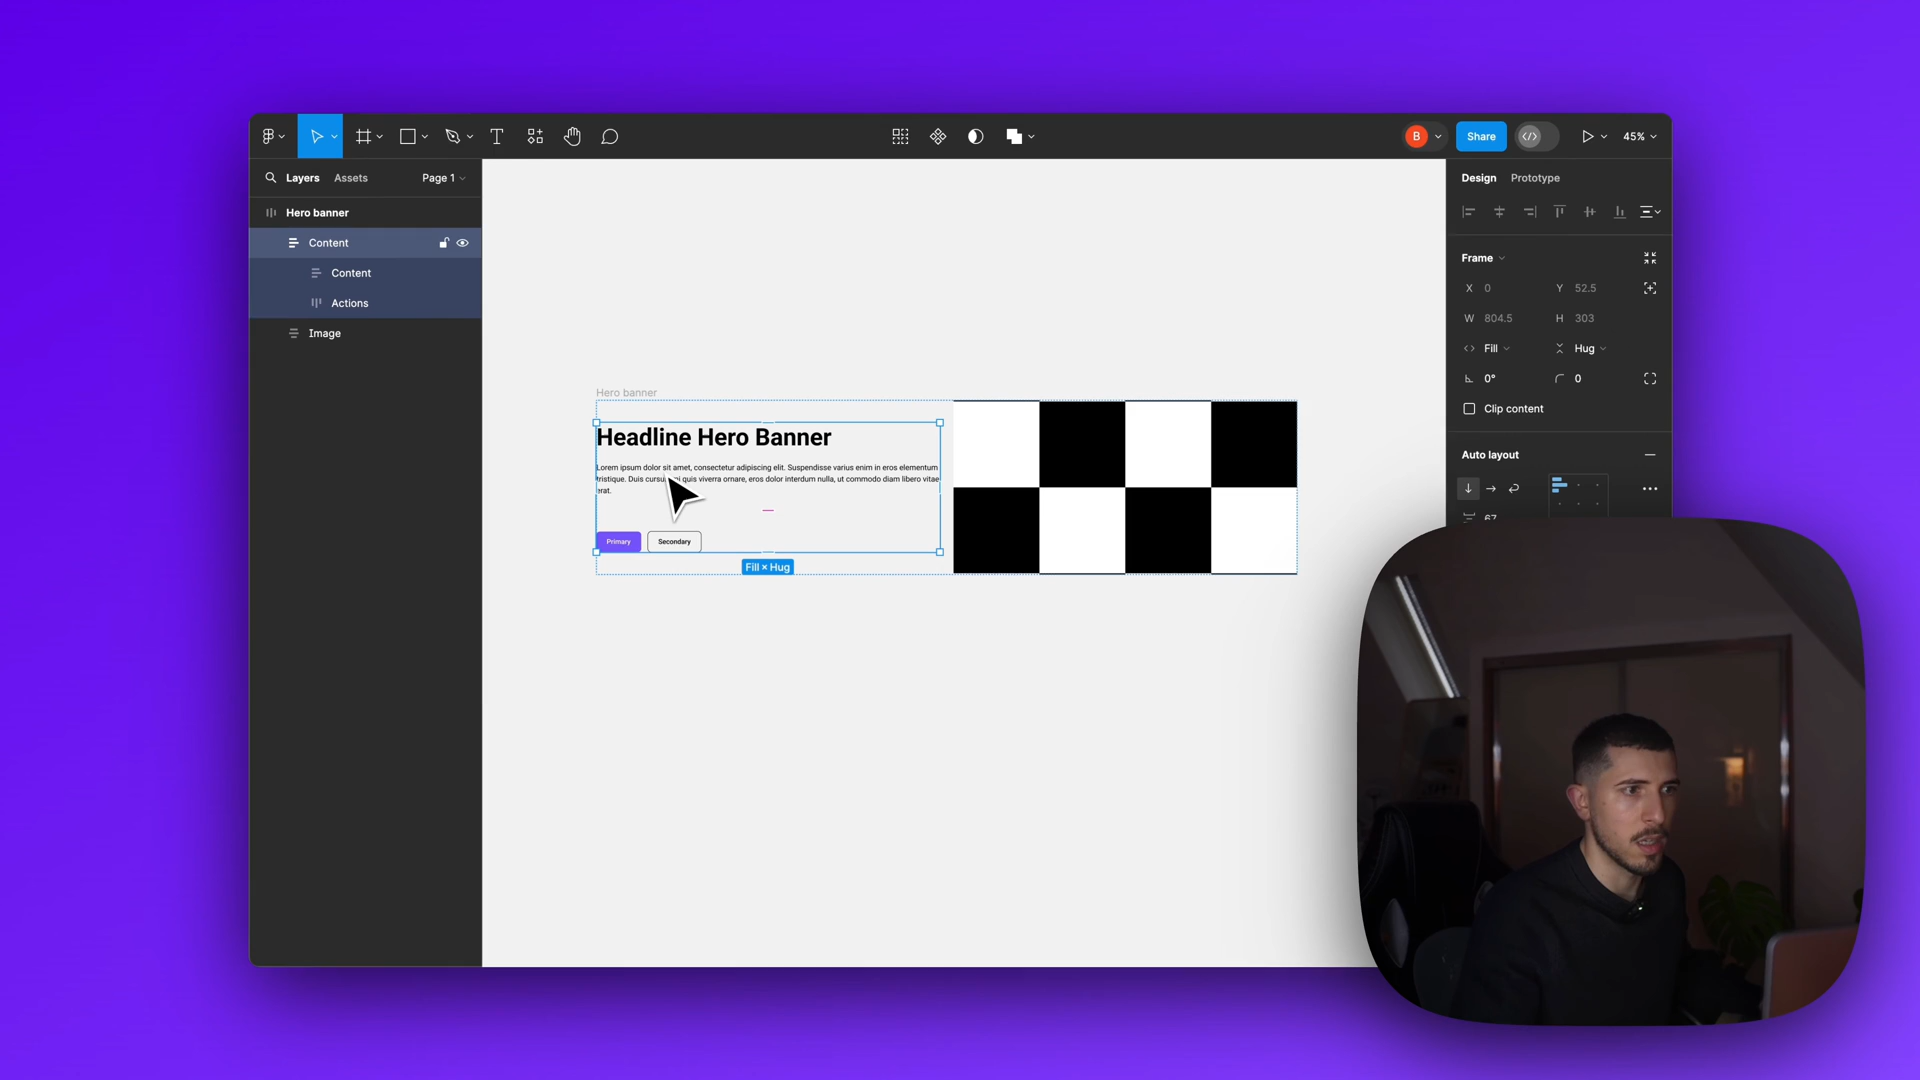 B
Share
45%
Layers
Assets
Page 1
Hero banner
Content
Content
Actions
Image
Hero banner
Headline Hero Banner
Lorem ipsum dolor sit amet, consectetur adipiscing elit. Suspendisse varius enim in eros elementum
tristique. Duis cursus mi quis viverra ornare, eros dolor interdum nulla, ut commodo diam libero vitae
erat.
Primary
Secondary
Fill × Hug
Design
Prototype
Frame
X 0
Y 52.5
W 804.5
H 303
Fill
Hug
0°
0
Clip content
Auto layout
67